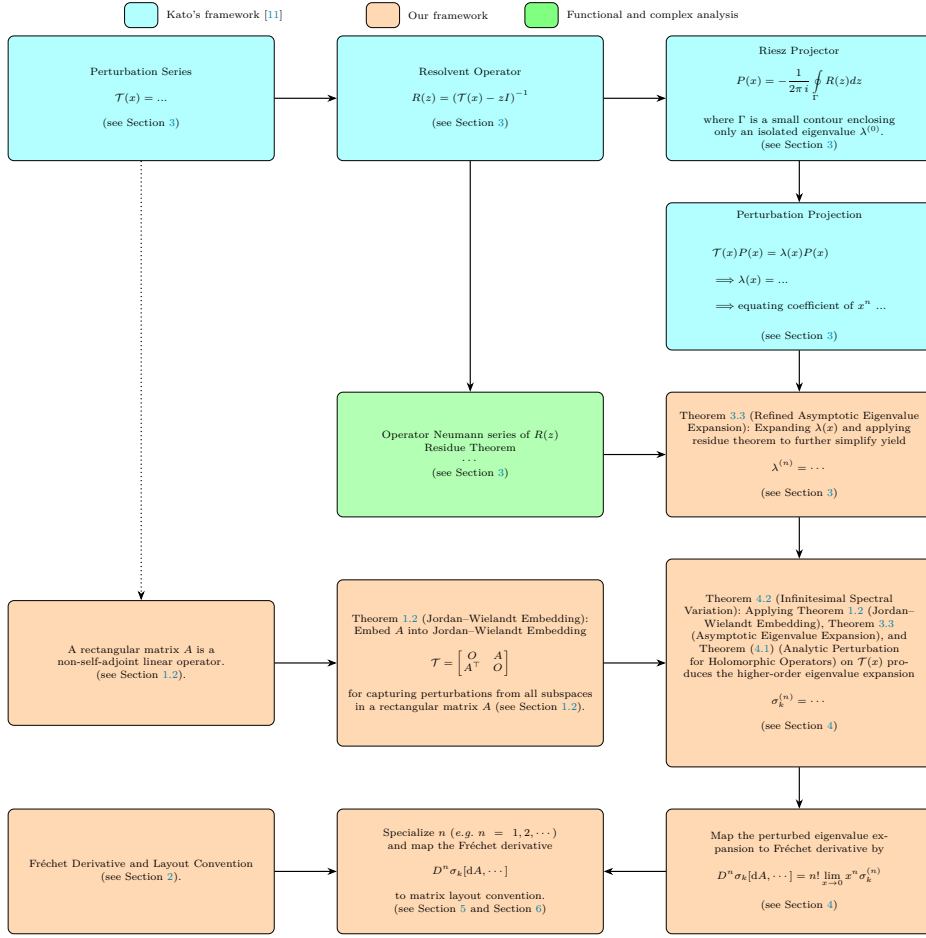 Kato's framework [11]
Our framework
Functional and complex analysis
Perturbation Series
𝒯(x) = ...
(see Section 3)
Resolvent Operator
R(z) = (𝒯(x) − zI)⁻¹
(see Section 3)
Riesz Projector
P(x) = − 1/(2π i) ∮_Γ R(z)dz
where Γ is a small contour enclosing
only an isolated eigenvalue λ⁽⁰⁾.
(see Section 3)
Perturbation Projection
𝒯(x)P(x) = λ(x)P(x)
⟹ λ(x) = ...
⟹ equating coefficient of xⁿ ...
(see Section 3)
Operator Neumann series of R(z)
Residue Theorem
···
(see Section 3)
Theorem 3.3 (Refined Asymptotic Eigenvalue
Expansion): Expanding λ(x) and applying
residue theorem to further simplify yield
λ⁽ⁿ⁾ = ···
(see Section 3)
A rectangular matrix A is a
non-self-adjoint linear operator.
(see Section 1.2).
Theorem 1.2 (Jordan–Wielandt Embedding):
Embed A into Jordan–Wielandt Embedding
𝒯 = [ O A
A⊤ O ]
for capturing perturbations from all subspaces
in a rectangular matrix A (see Section 1.2).
Theorem 4.2 (Infinitesimal Spectral
Variation): Applying Theorem 1.2 (Jordan–
Wielandt Embedding), Theorem 3.3
(Asymptotic Eigenvalue Expansion), and
Theorem (4.1) (Analytic Perturbation
for Holomorphic Operators) on 𝒯(x) pro-
duces the higher-order eigenvalue expansion
σₖ⁽ⁿ⁾ = ···
(see Section 4)
Fréchet Derivative and Layout Convention
(see Section 2).
Specialize n (e.g. n = 1, 2, ···)
and map the Fréchet derivative
Dⁿσₖ[dA, ···]
to matrix layout convention.
(see Section 5 and Section 6)
Map the perturbed eigenvalue ex-
pansion to Fréchet derivative by
Dⁿσₖ[dA, ···] = n! lim_{x→0} xⁿσₖ⁽ⁿ⁾
(see Section 4)